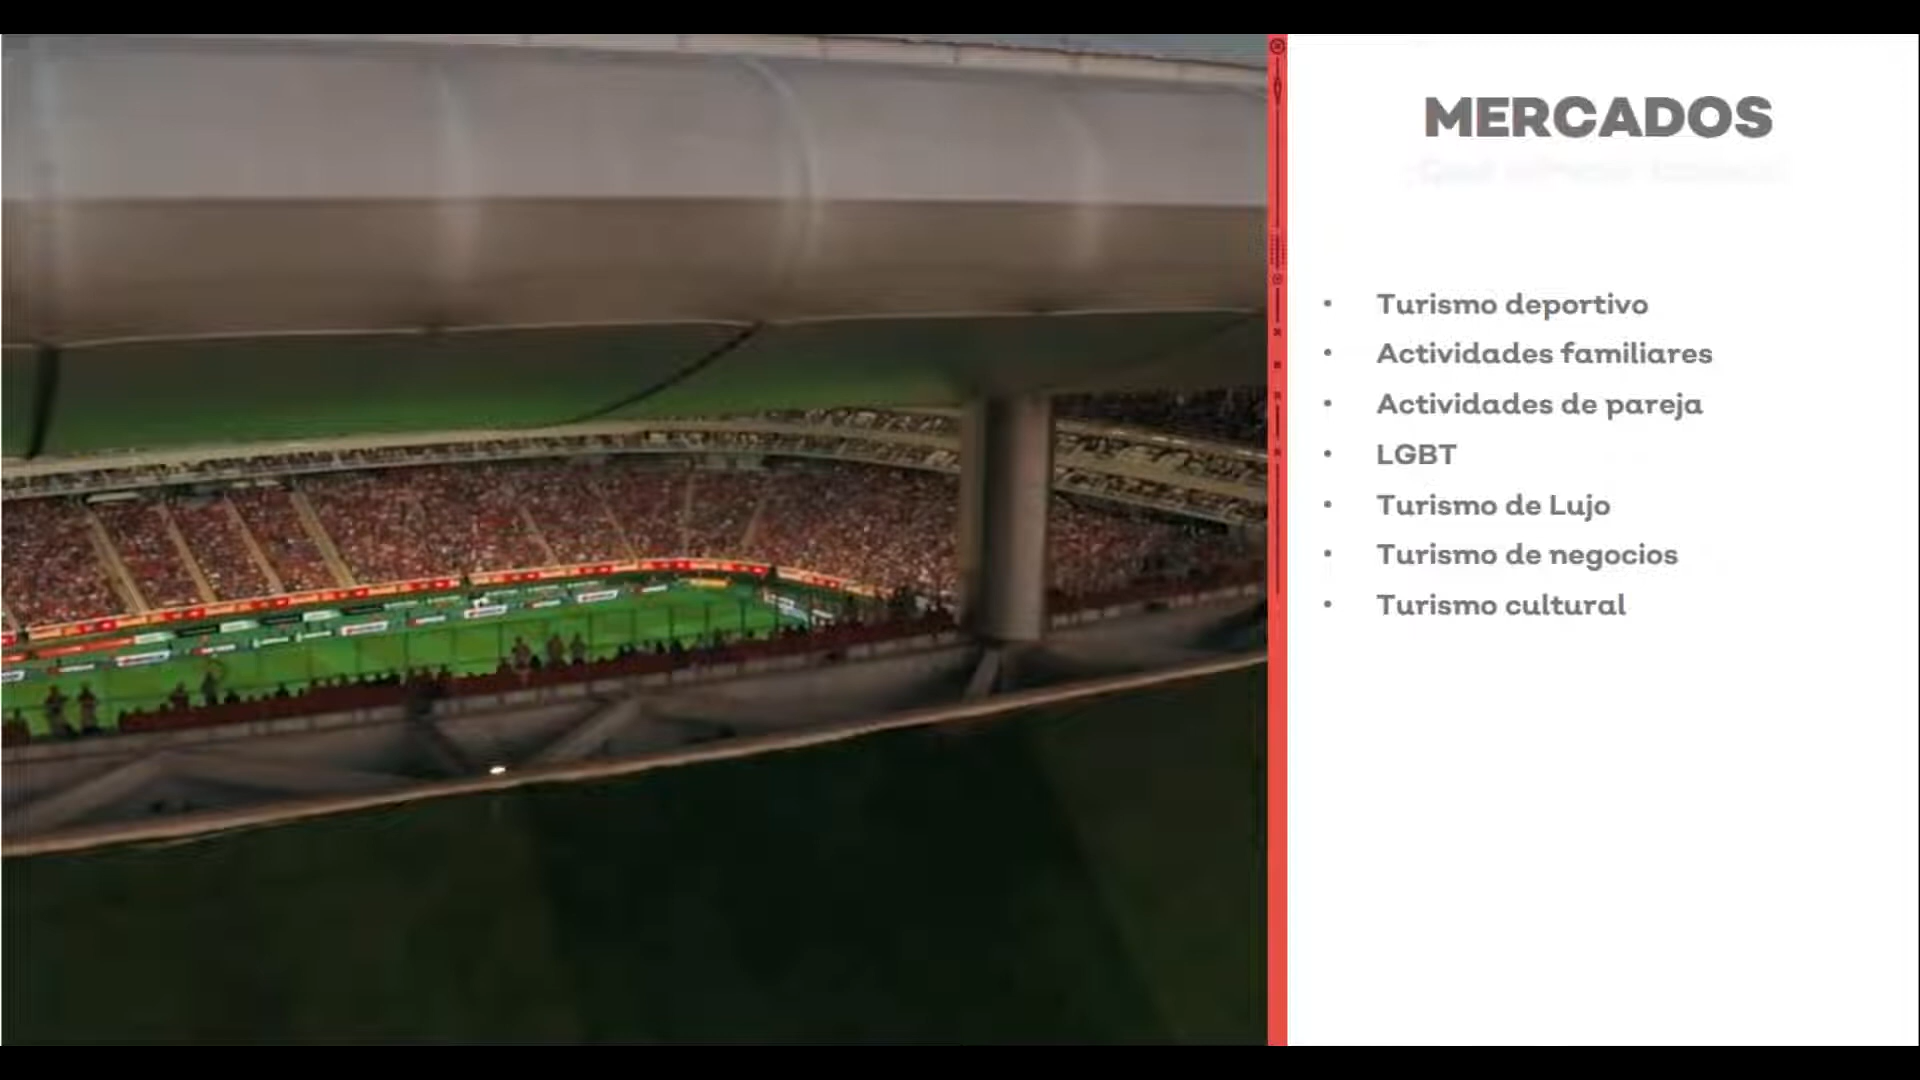 MERCADOS
• Turismo deportivo
• Actividades familiares
• Actividades de pareja
• LGBT
• Turismo de Lujo
• Turismo de negocios
• Turismo cultural